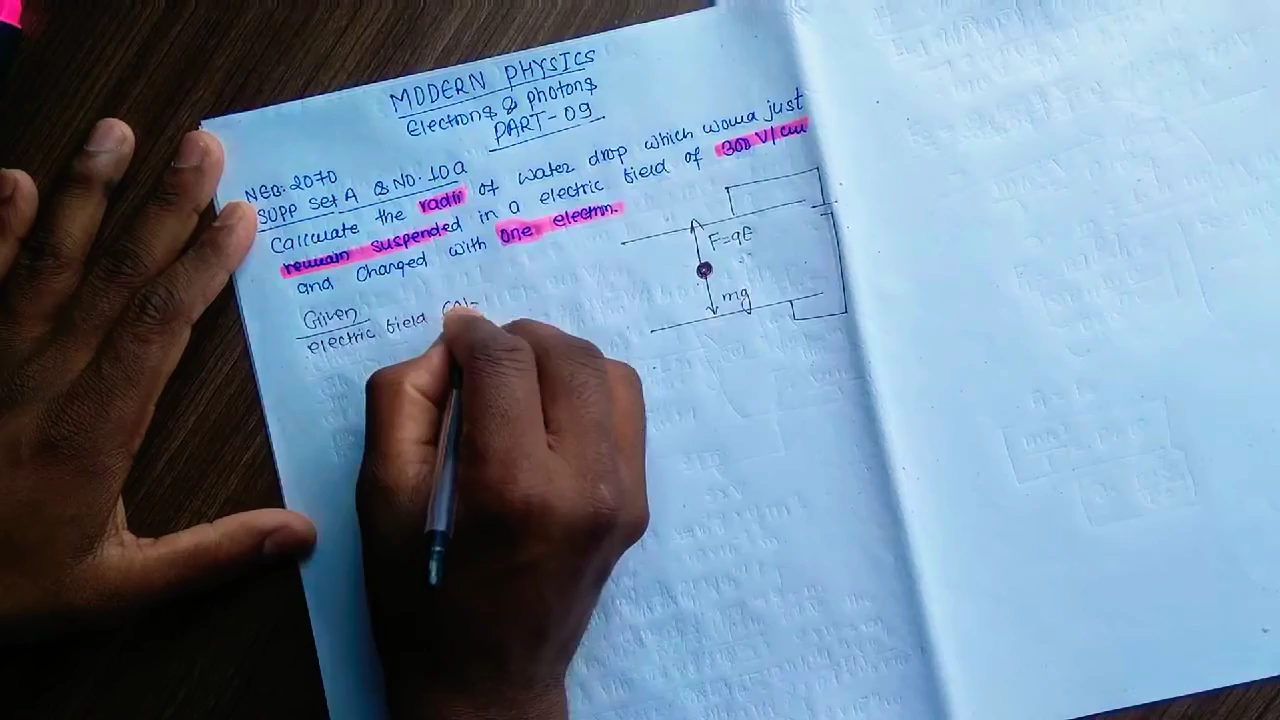 MODERN PHYSICS
Electrons & photons
PART-09
NEB: 2070
SUPP Set A Q NO: 10a
Calculate the radii of water drop which would just
remain suspended in a electric field of 300 V/cm
and charged with one electron.
F=qE
mg
Given
electric field